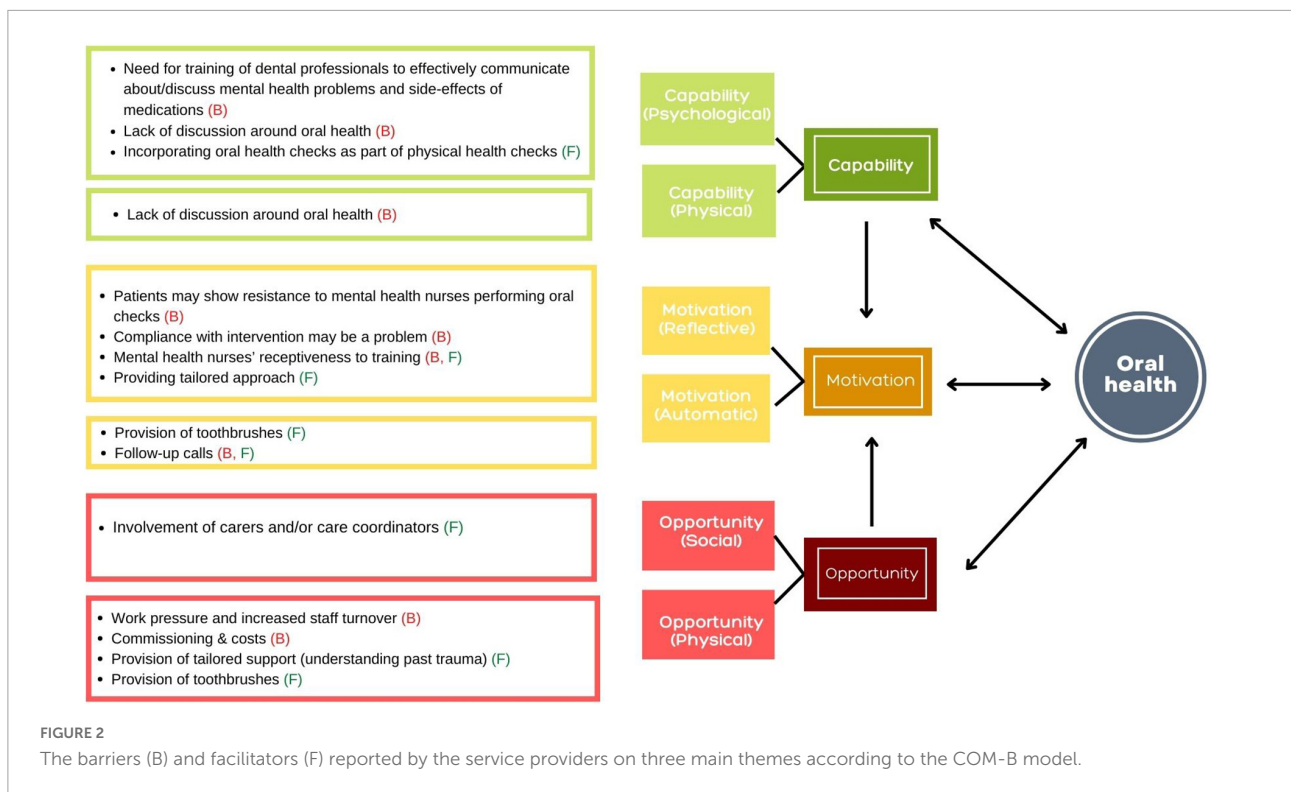 • Need for training of dental professionals to effectively communicate
about/discuss mental health problems and side-effects of
medications (B)
• Lack of discussion around oral health (B)
• Incorporating oral health checks as part of physical health checks (F)
• Lack of discussion around oral health (B)
• Patients may show resistance to mental health nurses performing oral
checks (B)
• Compliance with intervention may be a problem (B)
• Mental health nurses’ receptiveness to training (B, F)
• Providing tailored approach (F)
• Provision of toothbrushes (F)
• Follow-up calls (B, F)
• Involvement of carers and/or care coordinators (F)
• Work pressure and increased staff turnover (B)
• Commissioning & costs (B)
• Provision of tailored support (understanding past trauma) (F)
• Provision of toothbrushes (F)
Capability
(Psychological)
Capability
(Physical)
Capability
Motivation
(Reflective)
Motivation
(Automatic)
Motivation
Opportunity
(Social)
Opportunity
(Physical)
Opportunity
Oral
health
FIGURE 2
The barriers (B) and facilitators (F) reported by the service providers on three main themes according to the COM-B model.